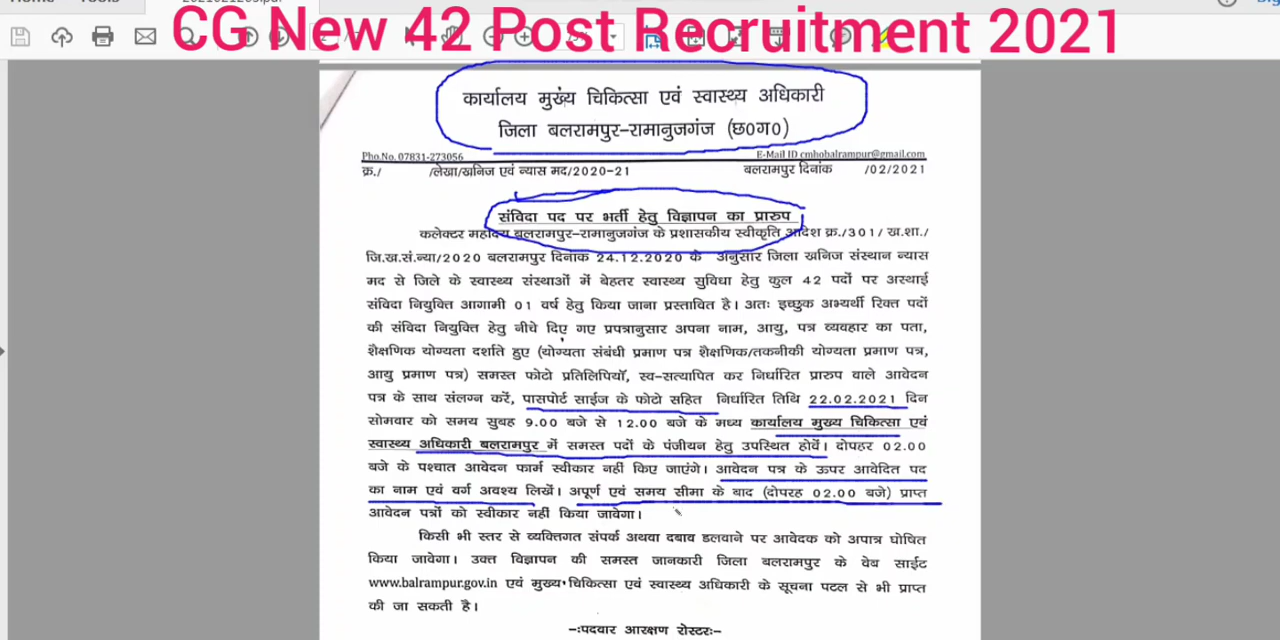 CG New 42 Post Recruitment 2021
कार्यालय मुख्य चिकित्सा एवं स्वास्थ्य अधिकारी
जिला बलरामपुर-रामानुजगंज (छ0ग0)
Pho.No. 07831-273056 E-Mail ID cmhobalrampur@gmail.com
क्र./ /लेखा/खनिज एवं न्यास मद/2020-21 बलरामपुर दिनांक /02/2021
संविदा पद पर भर्ती हेतु विज्ञापन का प्रारुप
कलेक्टर महोदय बलरामपुर-रामानुजगंज के प्रशासकीय स्वीकृति आदेश क्र./301/ख.शा./
जि.ख.सं.न्या/2020 बलरामपुर दिनांक 24.12.2020 के अनुसार जिला खनिज संस्थान न्यास
मद से जिले के स्वास्थ्य संस्थाओं में बेहतर स्वास्थ्य सुविधा हेतु कुल 42 पदों पर अस्थाई
संविदा नियुक्ति आगामी 01 वर्ष हेतु किया जाना प्रस्तावित है। अतः इच्छुक अभ्यर्थी रिक्त पदों
की संविदा नियुक्ति हेतु नीचे दिए गए प्रपत्रानुसार अपना नाम, आयु, पत्र व्यवहार का पता,
शैक्षणिक योग्यता दर्शाते हुए (योग्यता संबंधी प्रमाण पत्र शैक्षणिक/तकनीकी योग्यता प्रमाण पत्र,
आयु प्रमाण पत्र) समस्त फोटो प्रतिलिपियाँ, स्व-सत्यापित कर निर्धारित प्रारुप वाले आवेदन
पत्र के साथ संलग्न करें, पासपोर्ट साईज के फोटो सहित निर्धारित तिथि 22.02.2021 दिन
सोमवार को समय सुबह 9.00 बजे से 12.00 बजे के मध्य कार्यालय मुख्य चिकित्सा एवं
स्वास्थ्य अधिकारी बलरामपुर में समस्त पदों के पंजीयन हेतु उपस्थित होवें। दोपहर 02.00
बजे के पश्चात आवेदन फार्म स्वीकार नहीं किए जाएंगे। आवेदन पत्र के ऊपर आवेदित पद
का नाम एवं वर्ग अवश्य लिखें। अपूर्ण एवं समय सीमा के बाद (दोपरह 02.00 बजे) प्राप्त
आवेदन पत्रों को स्वीकार नहीं किया जावेगा।
किसी भी स्तर से व्यक्तिगत संपर्क अथवा दबाव डलवाने पर आवेदक को अपात्र घोषित
किया जावेगा। उक्त विज्ञापन की समस्त जानकारी जिला बलरामपुर के वेब साईट
www.balrampur.gov.in एवं मुख्य चिकित्सा एवं स्वास्थ्य अधिकारी के सूचना पटल से भी प्राप्त
की जा सकती है।
-:पदवार आरक्षण रोस्टरः-